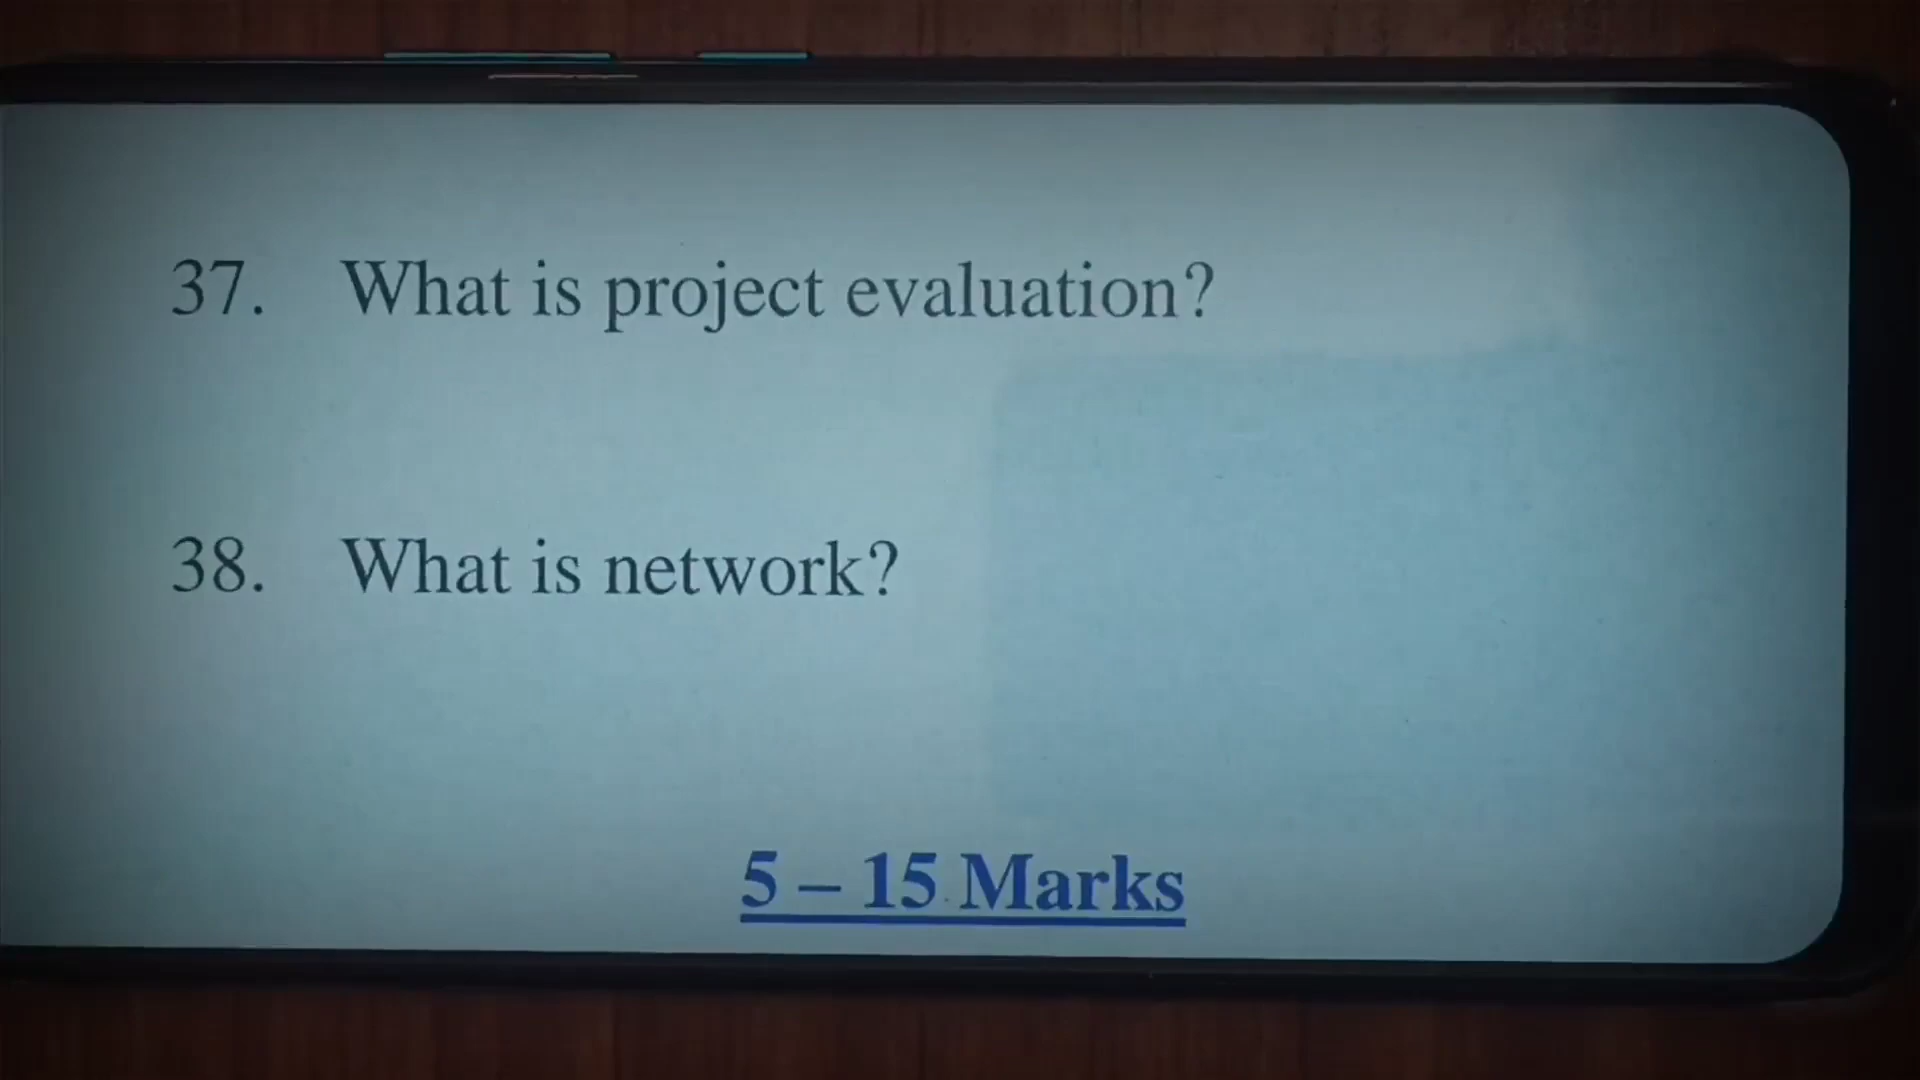 37. What is project evaluation?
38. What is network?
5 – 15 Marks